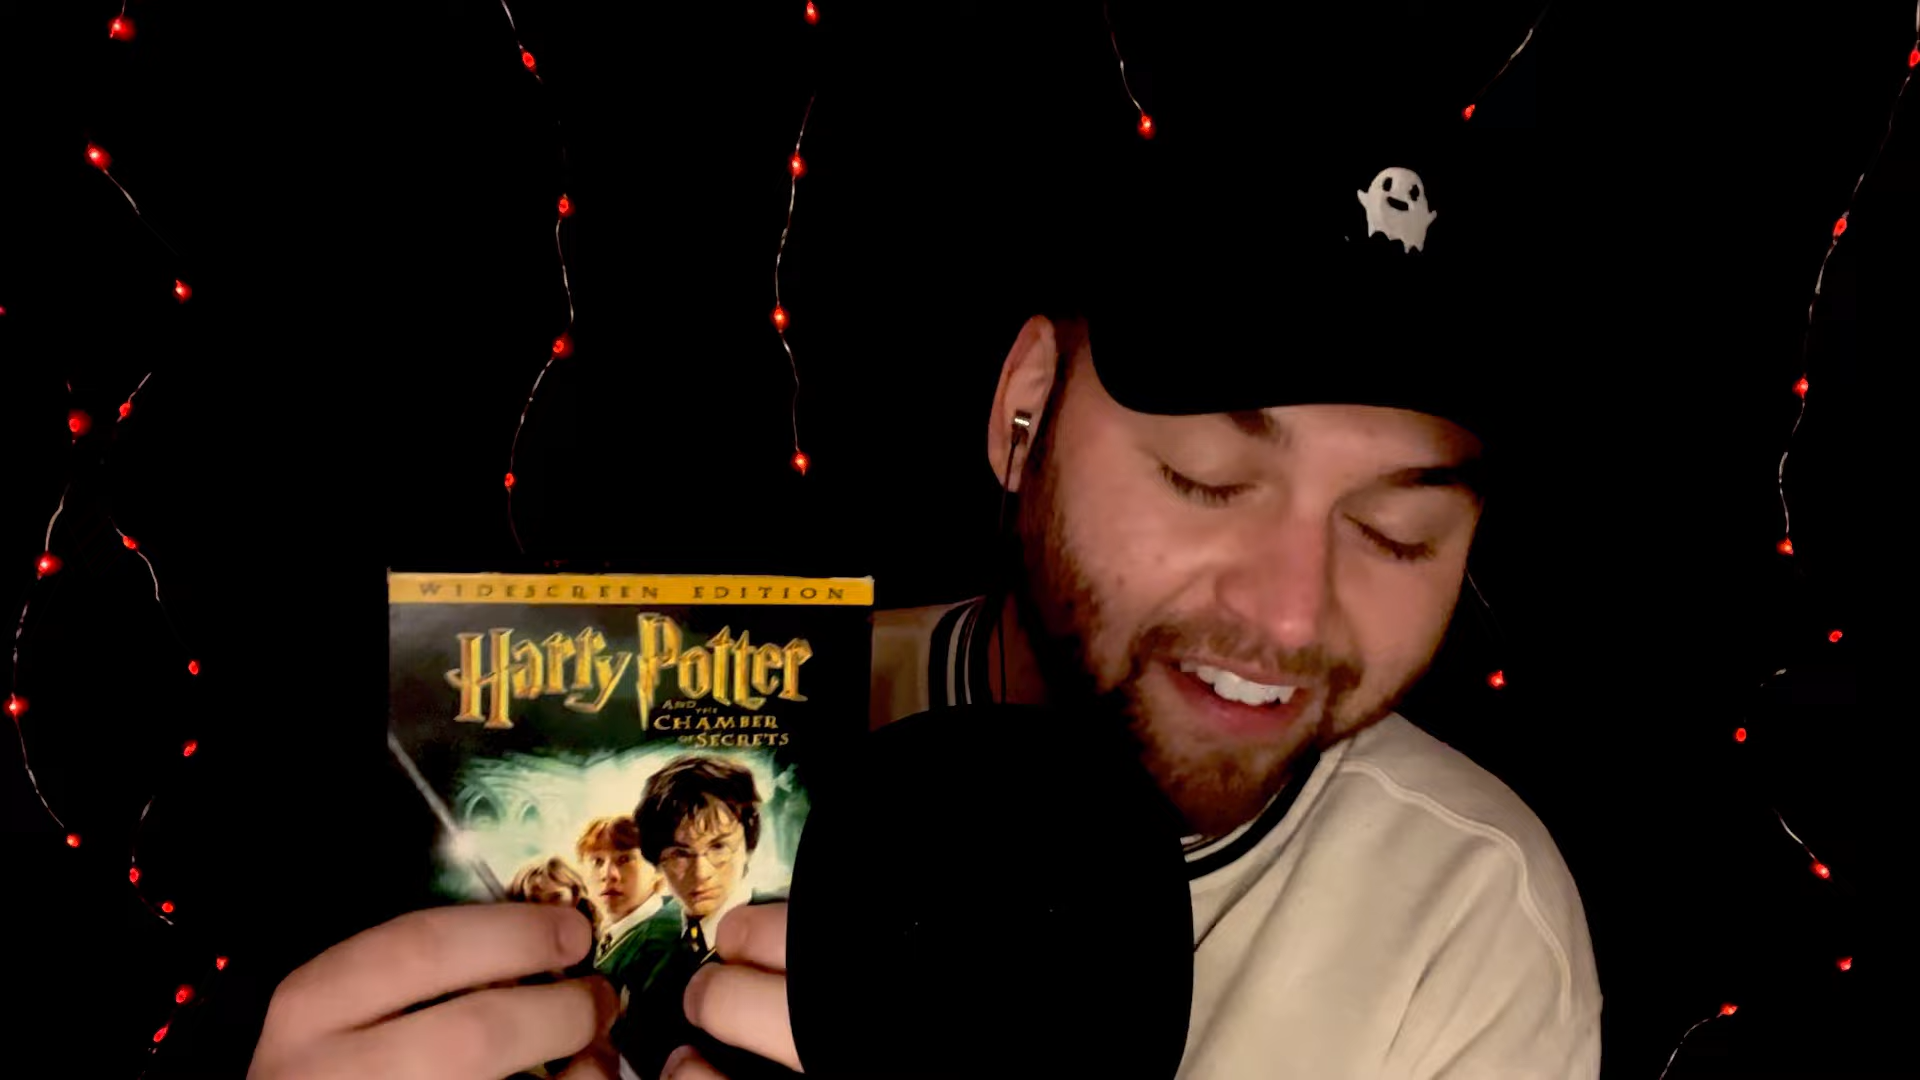 WIDESCREEN EDITION
Harry Potter
AND THE
CHAMBER
OF SECRETS